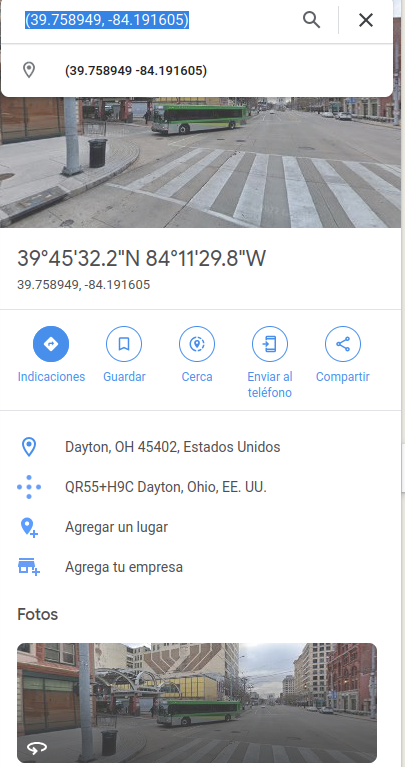 (39.758949, -84.191605)
(39.758949 -84.191605)
39°45'32.2"N 84°11'29.8"W
39.758949, -84.191605
Indicaciones
Guardar
Cerca
Enviar al
teléfono
Compartir
Dayton, OH 45402, Estados Unidos
QR55+H9C Dayton, Ohio, EE. UU.
Agregar un lugar
Agrega tu empresa
Fotos